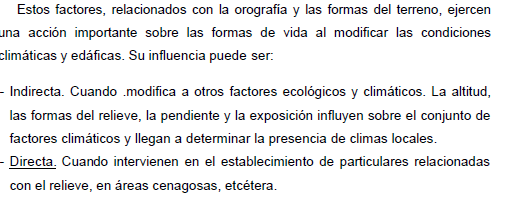 Estos factores, relacionados con la orografía y las formas del terreno, ejercen
una acción importante sobre las formas de vida al modificar las condiciones
climáticas y edáficas. Su influencia puede ser:
- Indirecta. Cuando .modifica a otros factores ecológicos y climáticos. La altitud,
las formas del relieve, la pendiente y la exposición influyen sobre el conjunto de
factores climáticos y llegan a determinar la presencia de climas locales.
- Directa. Cuando intervienen en el establecimiento de particulares relacionadas
con el relieve, en áreas cenagosas, etcétera.